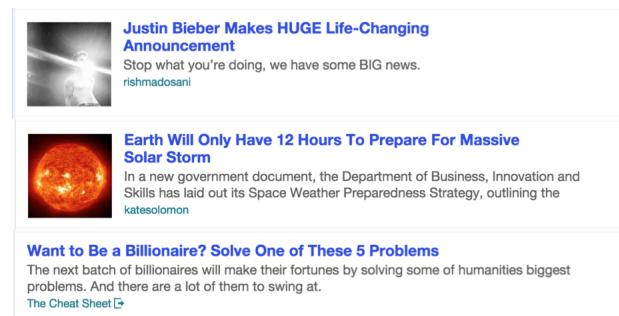 Justin Bieber Makes HUGE Life-Changing
Announcement
Stop what you're doing, we have some BIG news.
rishmadosani
Earth Will Only Have 12 Hours To Prepare For Massive
Solar Storm
In a new government document, the Department of Business, Innovation and
Skills has laid out its Space Weather Preparedness Strategy, outlining the
katesolomon
Want to Be a Billionaire? Solve One of These 5 Problems
The next batch of billionaires will make their fortunes by solving some of humanities biggest
problems. And there are a lot of them to swing at.
The Cheat Sheet